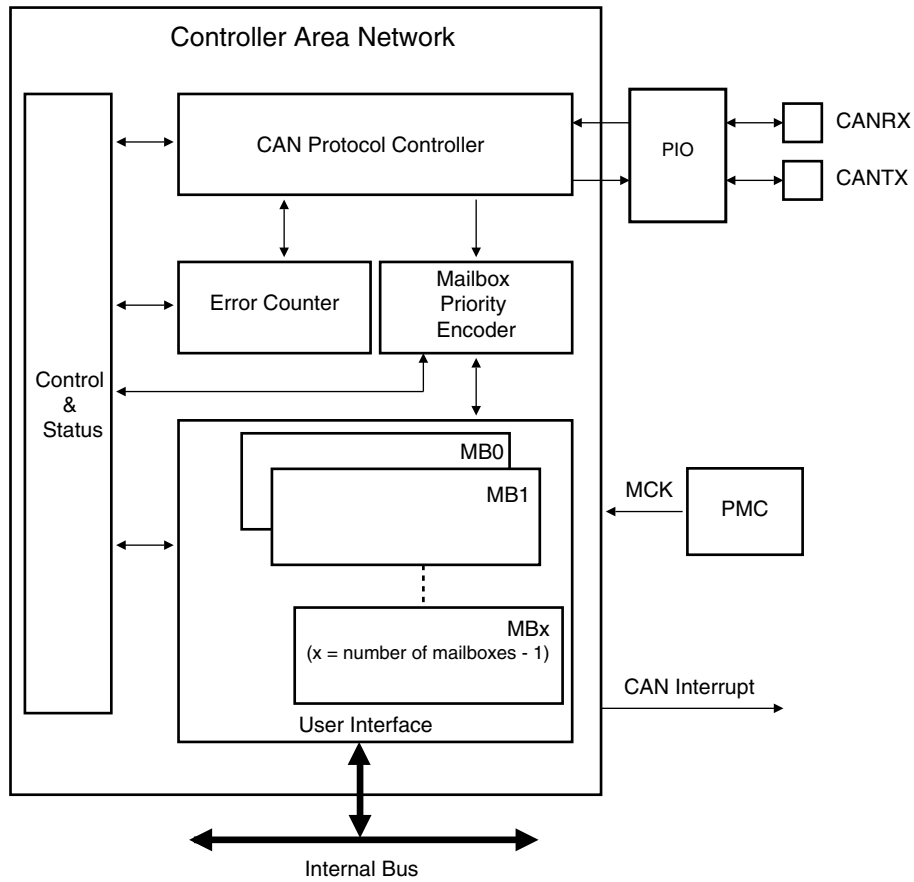 Controller Area Network
CAN Protocol Controller
PIO
CANRX
CANTX
Error Counter
Mailbox
Priority
Encoder
Control
&
Status
MB0
MB1
MCK
PMC
MBx
(x = number of mailboxes - 1)
CAN Interrupt
User Interface
Internal Bus